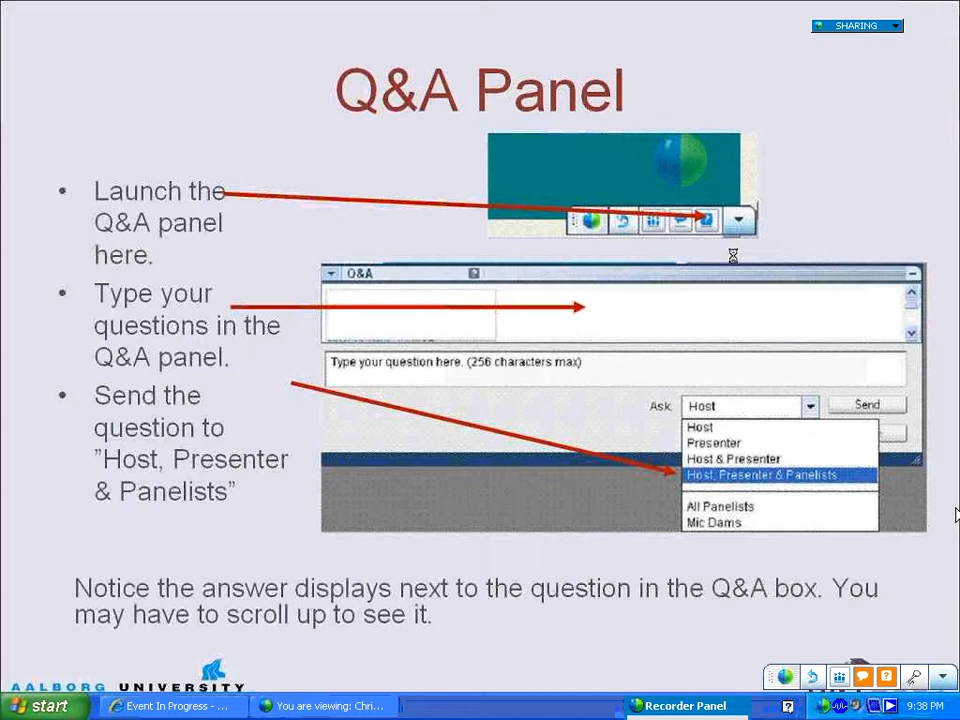 SHARING
Q&A Panel
• Launch the
Q&A panel
here.
• Type your
questions in the
Q&A panel.
• Send the
question to
”Host, Presenter
& Panelists”
Q&A
Type your question here. (256 characters max)
Ask:
Host
Send
Host
Presenter
Host & Presenter
Host, Presenter & Panelists
All Panelists
Mic Dams
Notice the answer displays next to the question in the Q&A box. You
may have to scroll up to see it.
AALBORG UNIVERSITY
start
Event In Progress - ...
You are viewing: Chri...
Recorder Panel
9:38 PM